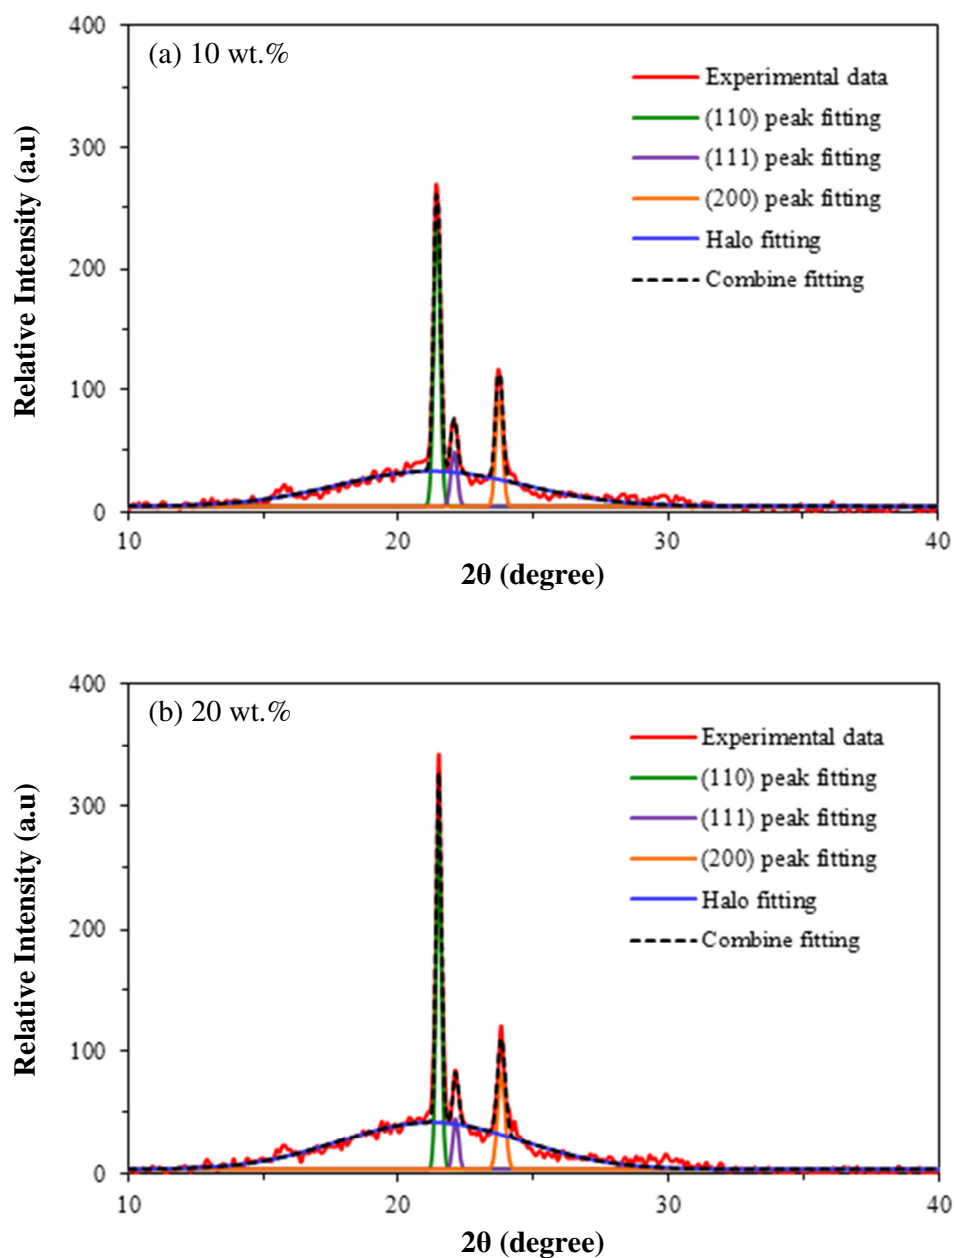 400
(a) 10 wt.%
Experimental data
(110) peak fitting
(111) peak fitting
(200) peak fitting
Halo fitting
Combine fitting
300
200
100
0
Relative Intensity (a.u)
10
20
30
40
2θ (degree)
400
(b) 20 wt.%
Experimental data
(110) peak fitting
(111) peak fitting
(200) peak fitting
Halo fitting
Combine fitting
300
200
100
0
Relative Intensity (a.u)
10
20
30
40
2θ (degree)